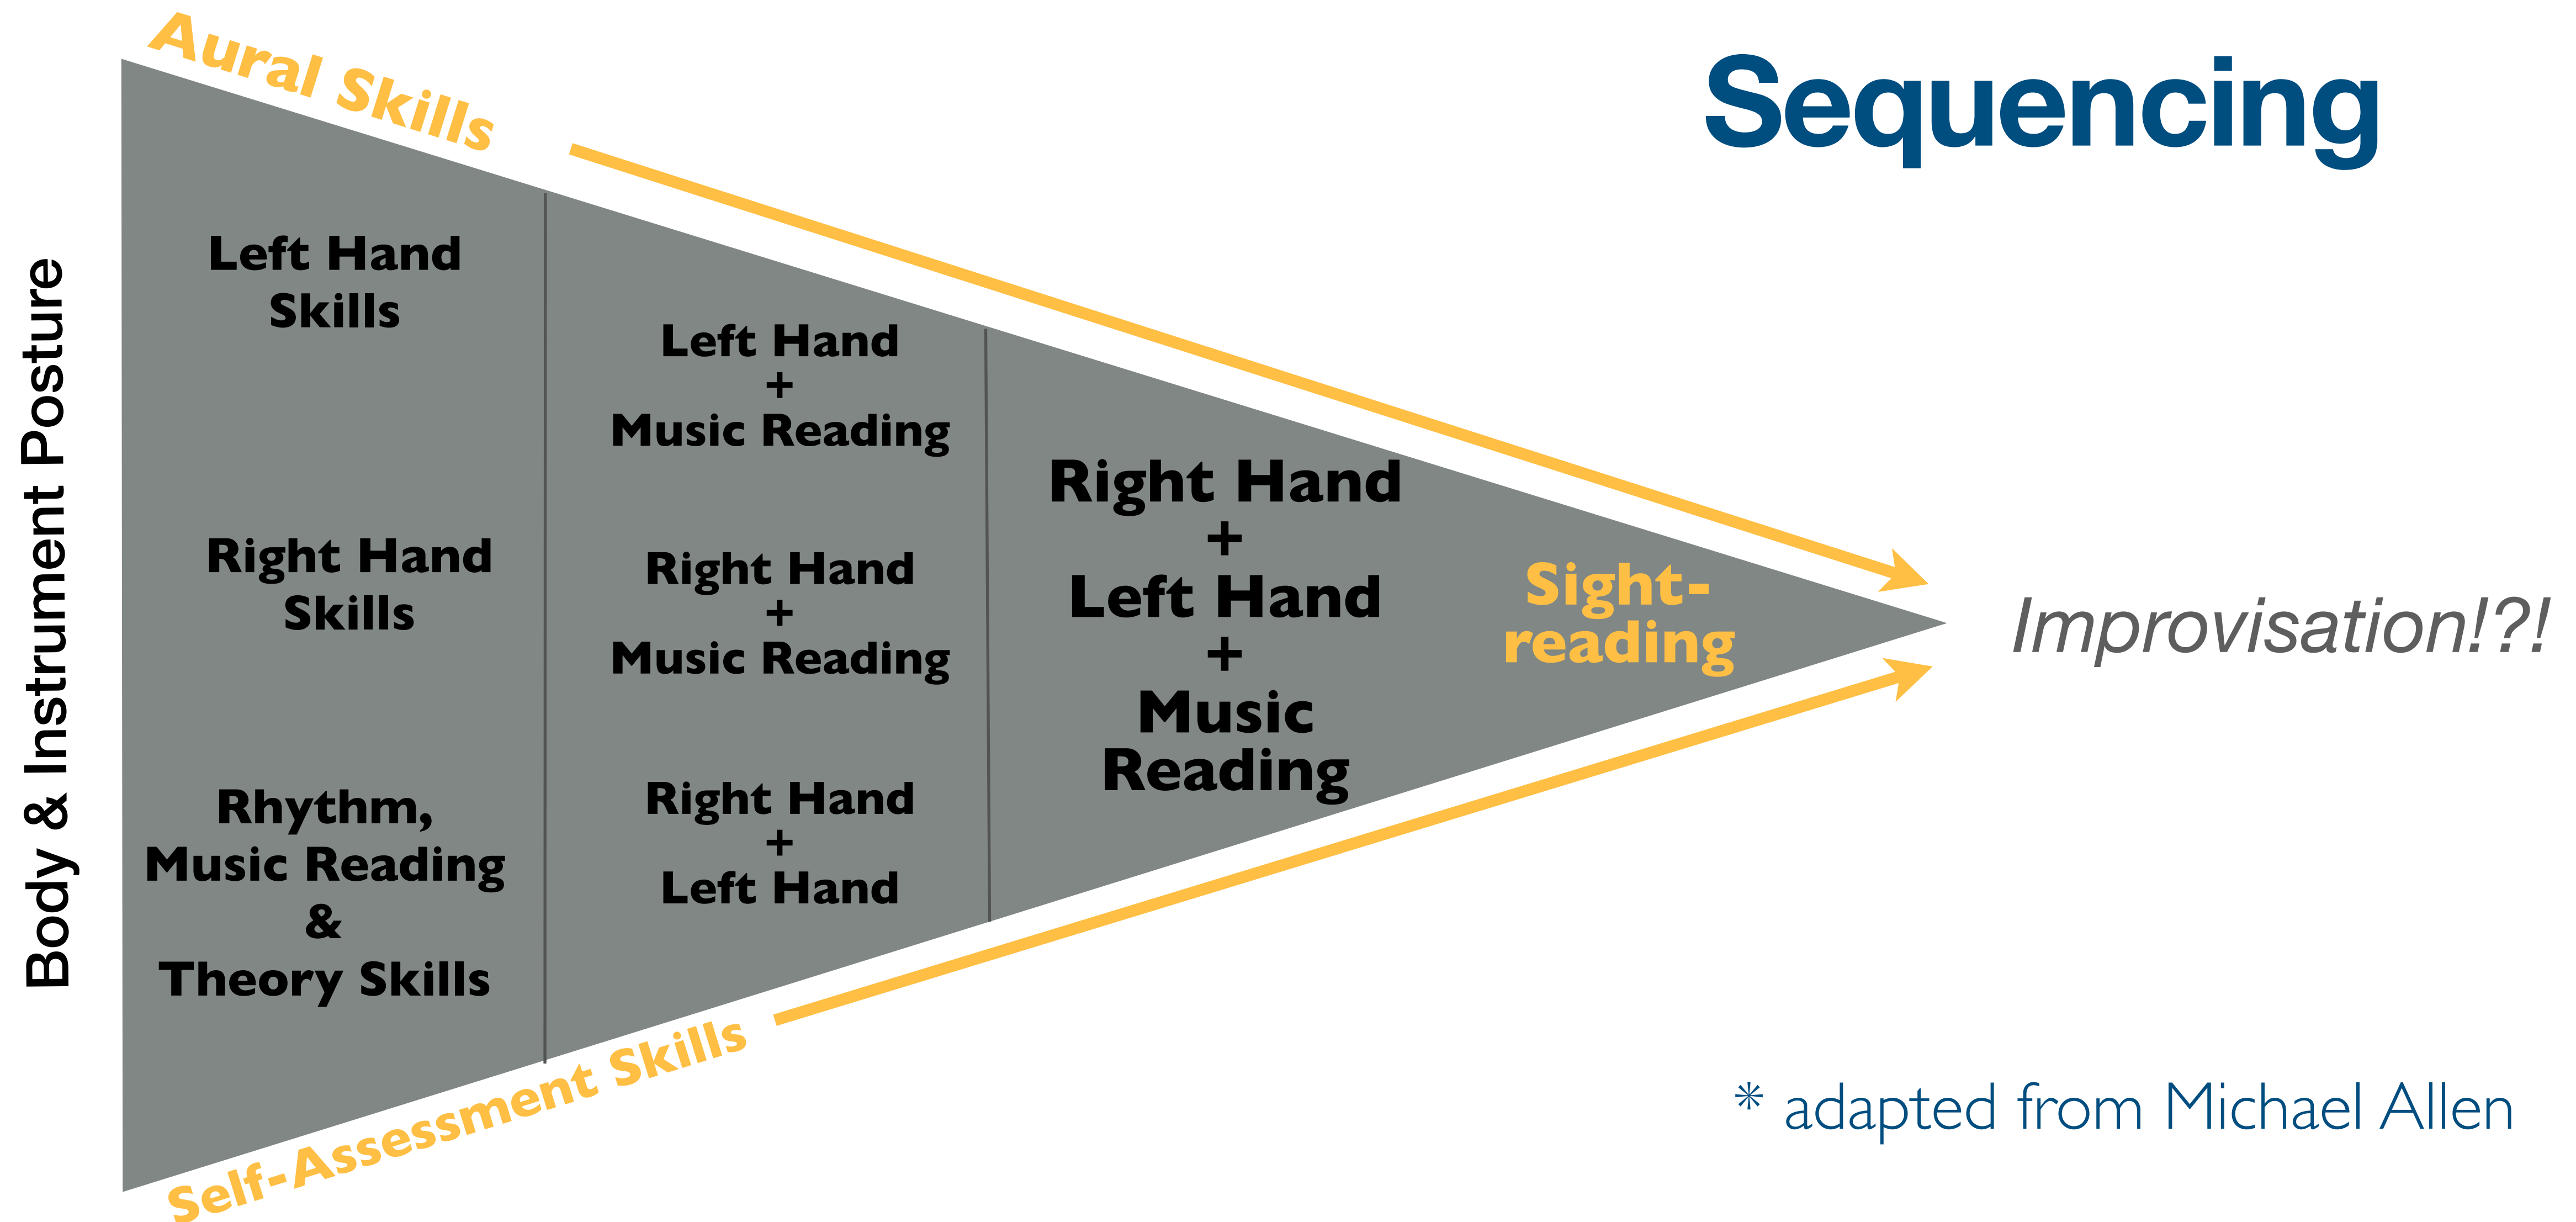 Sequencing
Aural Skills
Body & Instrument Posture
Left Hand
Skills
Right Hand
Skills
Rhythm,
Music Reading
&
Theory Skills
Left Hand
+
Music Reading
Right Hand
+
Music Reading
Right Hand
+
Left Hand
Right Hand
+
Left Hand
+
Music
Reading
Sight-
reading
Improvisation!?!
Self-Assessment Skills
* adapted from Michael Allen